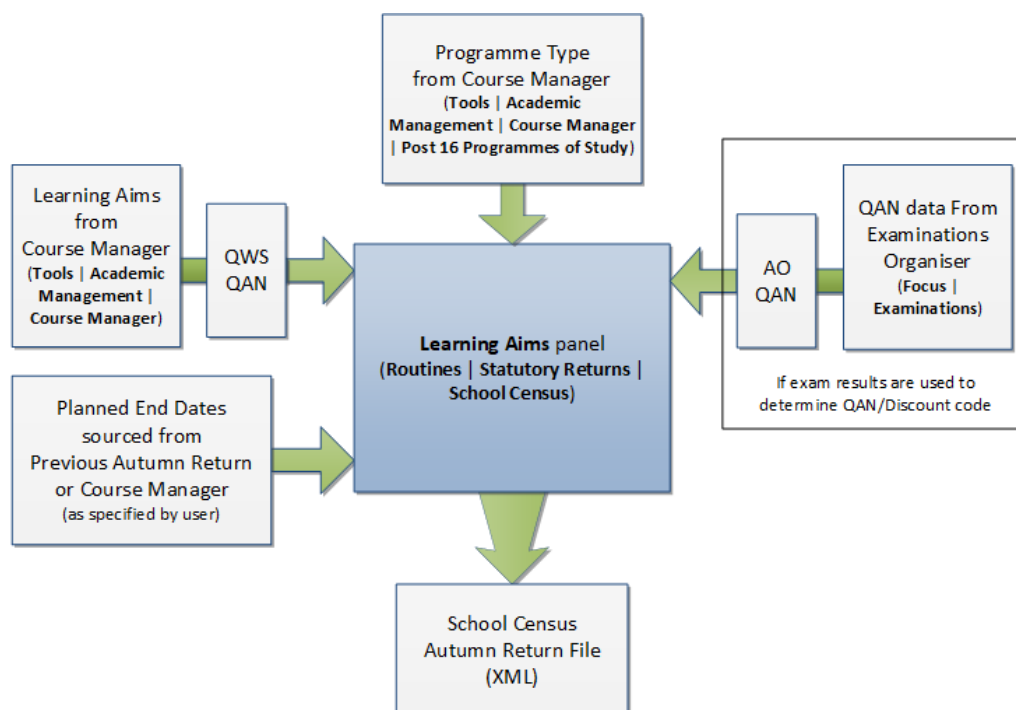 Programme Type
from Course Manager
(Tools | Academic
Management | Course Manager
| Post 16 Programmes of Study)
Learning Aims
from
Course Manager
(Tools | Academic
Management |
Course Manager)
QWS
QAN
AO
QAN
QAN data From
Examinations
Organiser
(Focus |
Examinations)
If exam results are used to
determine QAN/Discount code
Learning Aims panel
(Routines | Statutory Returns |
School Census)
Planned End Dates
sourced from
Previous Autumn Return
or Course Manager
(as specified by user)
School Census
Autumn Return File
(XML)